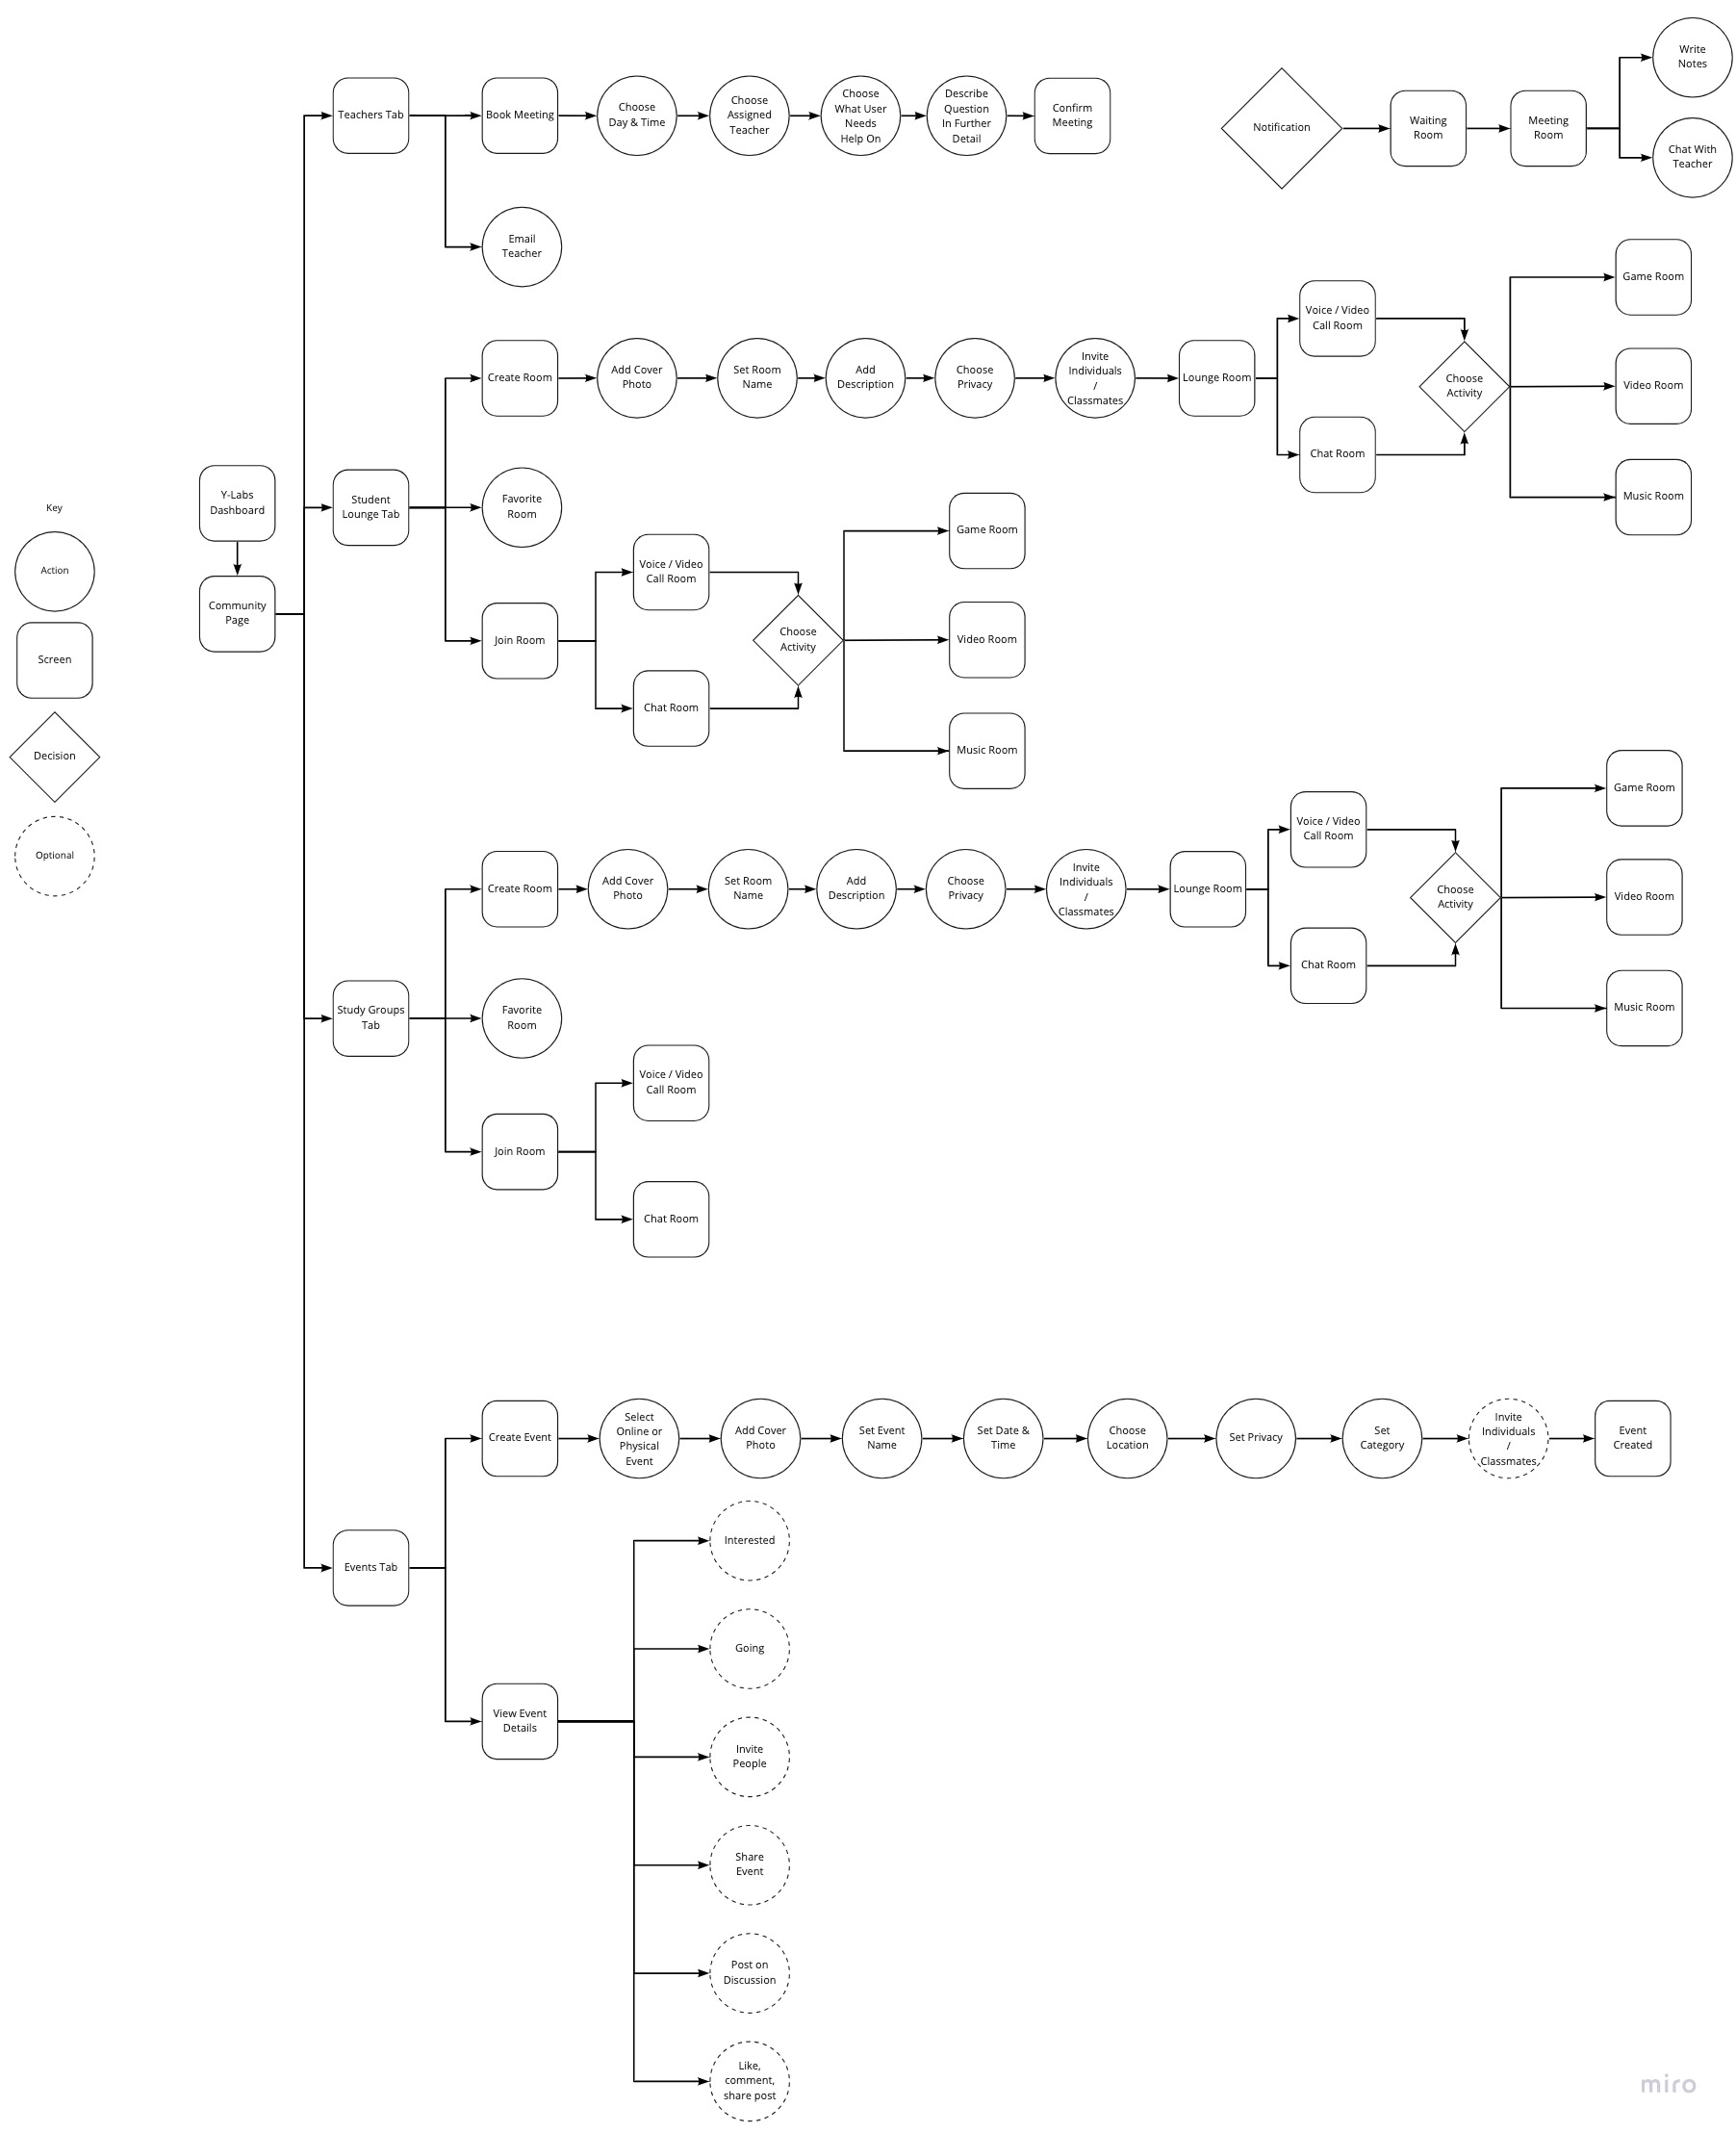 Write
Notes
Teachers Tab
Book Meeting
Choose
Day & Time
Choose
Assigned
Teacher
Choose
What User
Needs
Help On
Describe
Question
In Further
Detail
Confirm
Meeting
Notification
Waiting
Room
Meeting
Room
Chat With
Teacher
Email
Teacher
Create Room
Add Cover
Photo
Set Room
Name
Add
Description
Choose
Privacy
Invite
Individuals
/
Classmates
Lounge Room
Voice / Video
Call Room
Chat Room
Choose
Activity
Game Room
Video Room
Music Room
Key
Action
Screen
Decision
Optional
Y-Labs
Dashboard
Community
Page
Student
Lounge Tab
Favorite
Room
Join Room
Voice / Video
Call Room
Chat Room
Choose
Activity
Game Room
Video Room
Music Room
Study Groups
Tab
Create Room
Add Cover
Photo
Set Room
Name
Add
Description
Choose
Privacy
Invite
Individuals
/
Classmates
Lounge Room
Voice / Video
Call Room
Chat Room
Choose
Activity
Game Room
Video Room
Music Room
Favorite
Room
Join Room
Voice / Video
Call Room
Chat Room
Events Tab
Create Event
Select
Online or
Physical
Event
Add Cover
Photo
Set Event
Name
Set Date &
Time
Choose
Location
Set Privacy
Set
Category
Invite
Individuals
/
Classmates
Event
Created
View Event
Details
Interested
Going
Invite
People
Share
Event
Post on
Discussion
Like,
comment,
share post
miro